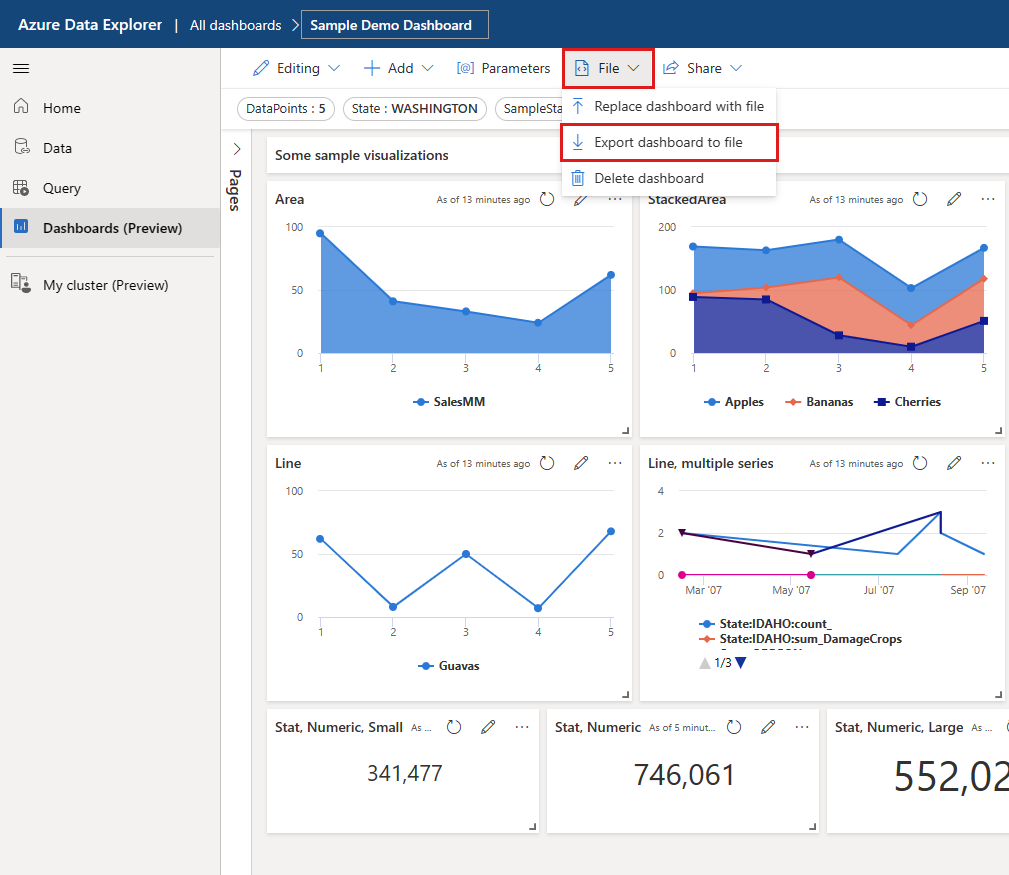 Azure Data Explorer | All dashboards > Sample Demo Dashboard
Editing Add Parameters File Share
Home
Data
Query
Dashboards (Preview)
My cluster (Preview)
DataPoints : 5 State : WASHINGTON SampleSta
Replace dashboard with file
Export dashboard to file
Delete dashboard
Pages
Some sample visualizations
Area As of 13 minutes ago
100
50
0
1 2 3 4 5
SalesMM
StackedArea As of 13 minutes ago
200
100
0
1 2 3 4 5
Apples Bananas Cherries
Line As of 13 minutes ago
100
50
0
1 2 3 4 5
Guavas
Line, multiple series As of 13 minutes ago
4
2
0
Mar '07 May '07 Jul '07 Sep '07
State:IDAHO:count_
State:IDAHO:sum_DamageCrops
1/3
Stat, Numeric, Small As ...
341,477
Stat, Numeric As of 5 minut...
746,061
Stat, Numeric, Large As ...
552,02